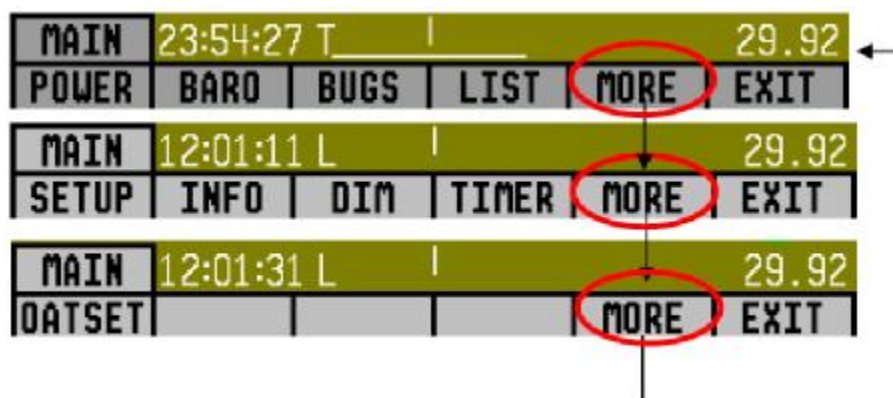 MAIN 23:54:27 T 29.92
POWER BARO BUGS LIST MORE EXIT
MAIN 12:01:11 L 29.92
SETUP INFO DIM TIMER MORE EXIT
MAIN 12:01:31 L 29.92
OATSET MORE EXIT